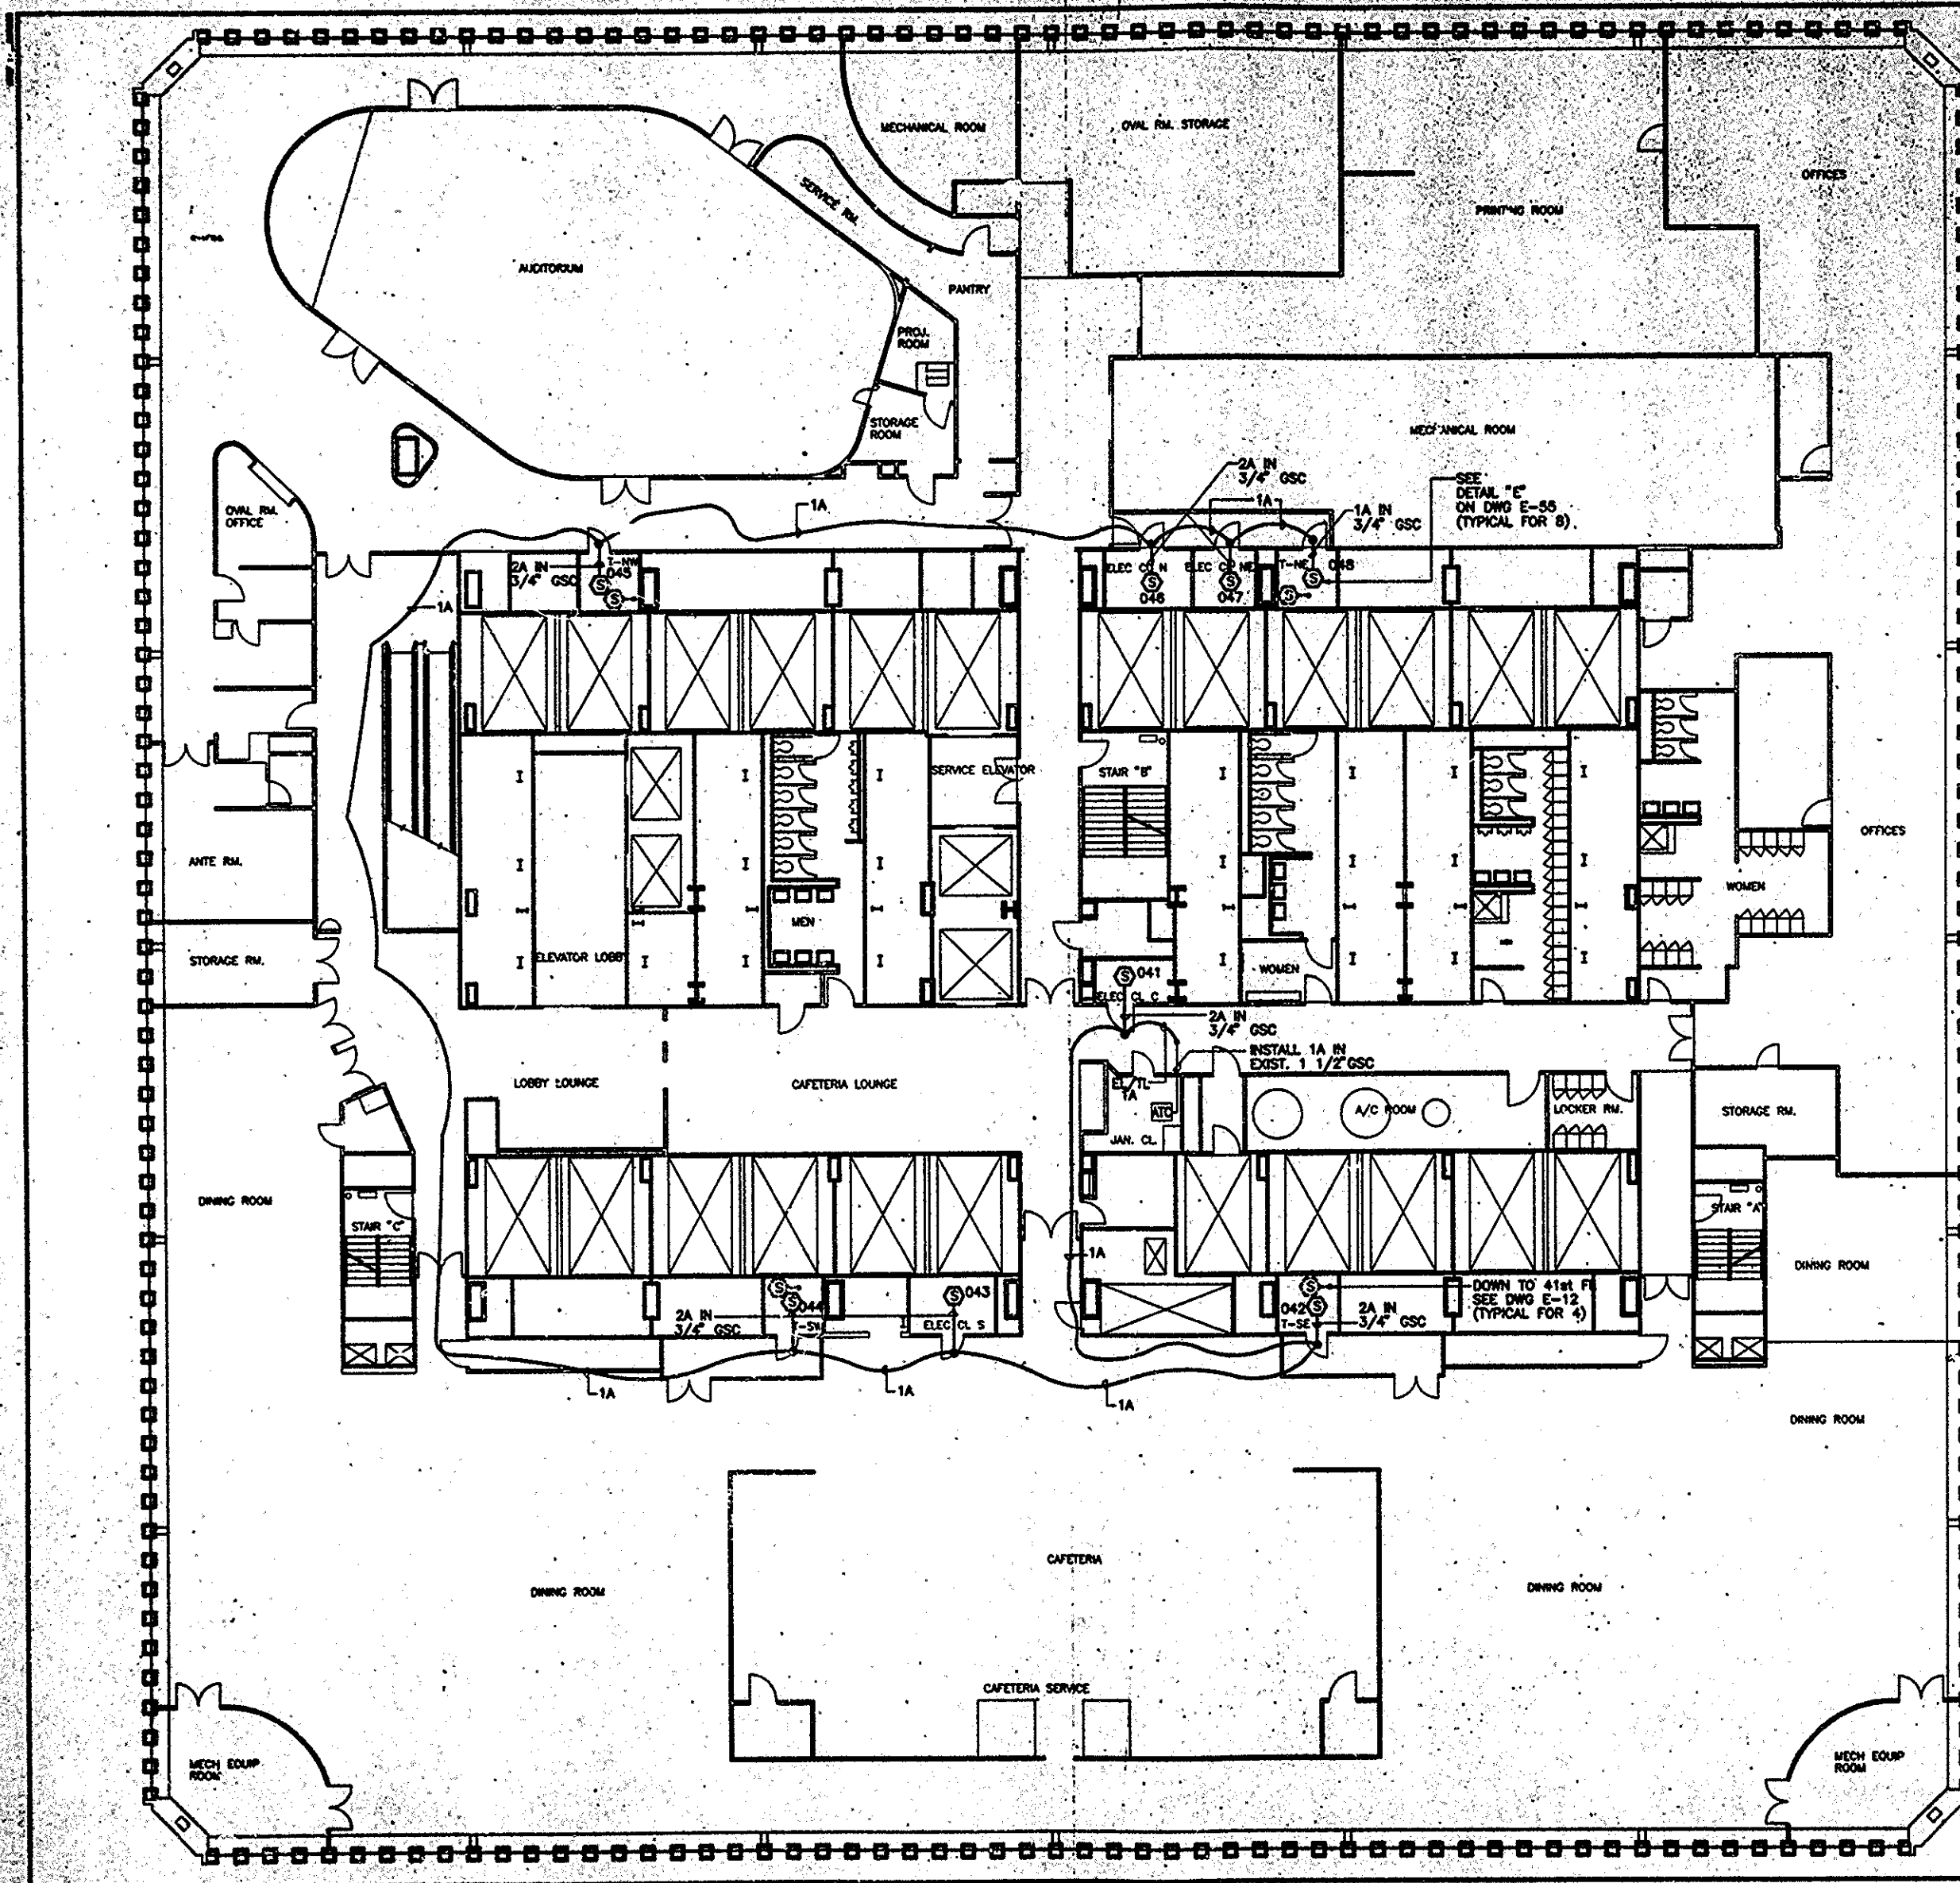 MECHANICAL ROOM
OVAL RM. STORAGE
OFFICES
SERVICE RM.
PRINTING ROOM
AUDITORIUM
PANTRY
PROJ.
ROOM
STORAGE
ROOM
MECHANICAL ROOM
2A IN
3/4" GSC
SEE
DETAIL "E"
ON DWG E-55
(TYPICAL FOR 8)
1A
1A
1A IN
3/4" GSC
OVAL RM.
OFFICE
2A IN
3/4" GSC
T-NW
045
S
S
1A
ELEC CL N
S
046
ELEC CL NE
S
047
T-NE
048
S
S
SERVICE ELEVATOR
STAIR "B"
OFFICES
ANTE RM.
WOMEN
MEN
STORAGE RM.
ELEVATOR LOBBY
S
041
WOMEN
ELEC CL C
2A IN
3/4" GSC
INSTALL 1A IN
EXIST. 1 1/2" GSC
LOBBY LOUNGE
CAFETERIA LOUNGE
EL/TL
1A
ATC
JAN. CL.
A/C ROOM
LOCKER RM.
STORAGE RM.
DINING ROOM
STAIR "C"
STAIR "A"
1A
DINING ROOM
S
S
044
T-SW
2A IN
3/4" GSC
S
043
ELEC CL S
S
042
S
T-SE
2A IN
3/4" GSC
DOWN TO 41st FL
SEE DWG E-12
(TYPICAL FOR 4)
1A
1A
1A
DINING ROOM
CAFETERIA
DINING ROOM
DINING ROOM
CAFETERIA SERVICE
MECH EQUIP
ROOM
MECH EQUIP
ROOM